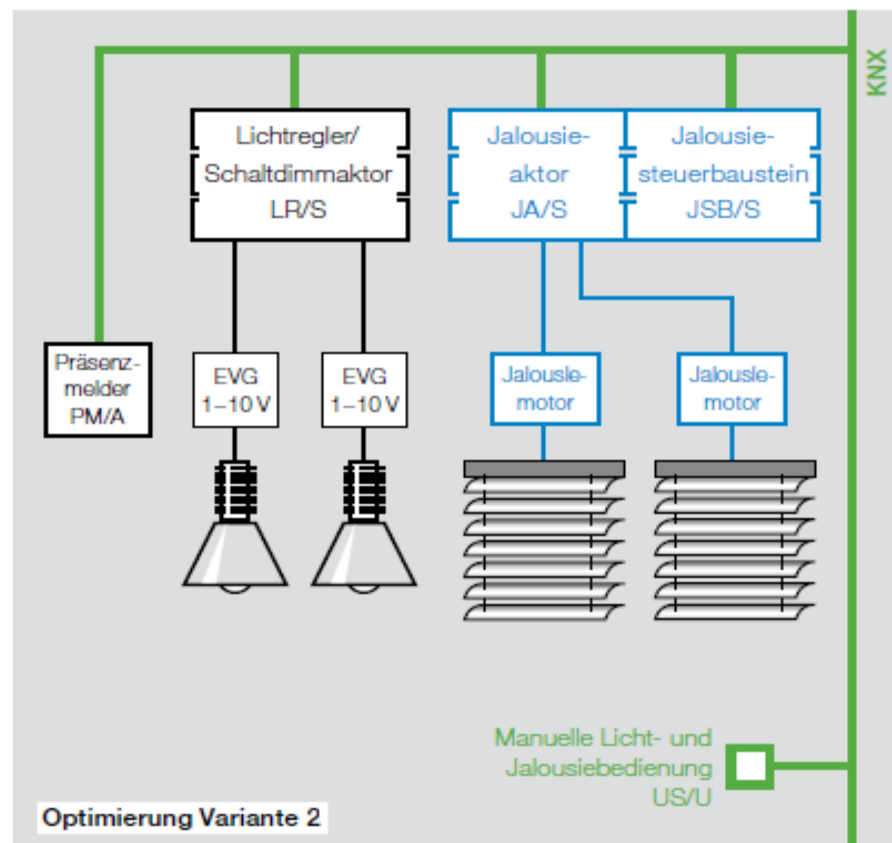 KNX
Lichtregler/
Schaltdimmaktor
LR/S
Jalousie-
aktor
JA/S
Jalousie-
steuerbaustein
JSB/S
Präsenz-
melder
PM/A
EVG
1–10 V
EVG
1–10 V
Jalousie-
motor
Jalousie-
motor
Manuelle Licht- und
Jalousiebedienung
US/U
Optimierung Variante 2